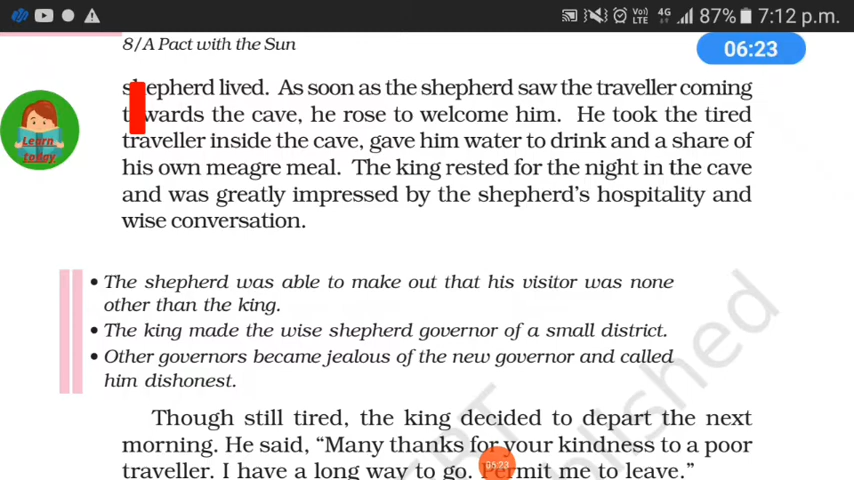 87% 7:12 p.m.
Vo)
LTE
4G
8/A Pact with the Sun
06:23
shepherd lived. As soon as the shepherd saw the traveller coming
towards the cave, he rose to welcome him. He took the tired
traveller inside the cave, gave him water to drink and a share of
his own meagre meal. The king rested for the night in the cave
and was greatly impressed by the shepherd's hospitality and
wise conversation.
Learn
today
• The shepherd was able to make out that his visitor was none
other than the king.
• The king made the wise shepherd governor of a small district.
• Other governors became jealous of the new governor and called
him dishonest.
Though still tired, the king decided to depart the next
morning. He said, “Many thanks for your kindness to a poor
traveller. I have a long way to go. Permit me to leave.”
06:23